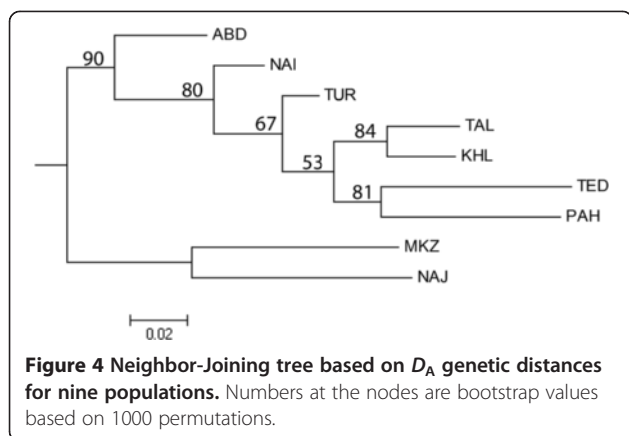 ABD
90
NAI
80
TUR
67
TAL
84
KHL
53
TED
81
PAH
MKZ
NAJ
0.02
Figure 4 Neighbor-Joining tree based on DA genetic distances
for nine populations. Numbers at the nodes are bootstrap values
based on 1000 permutations.